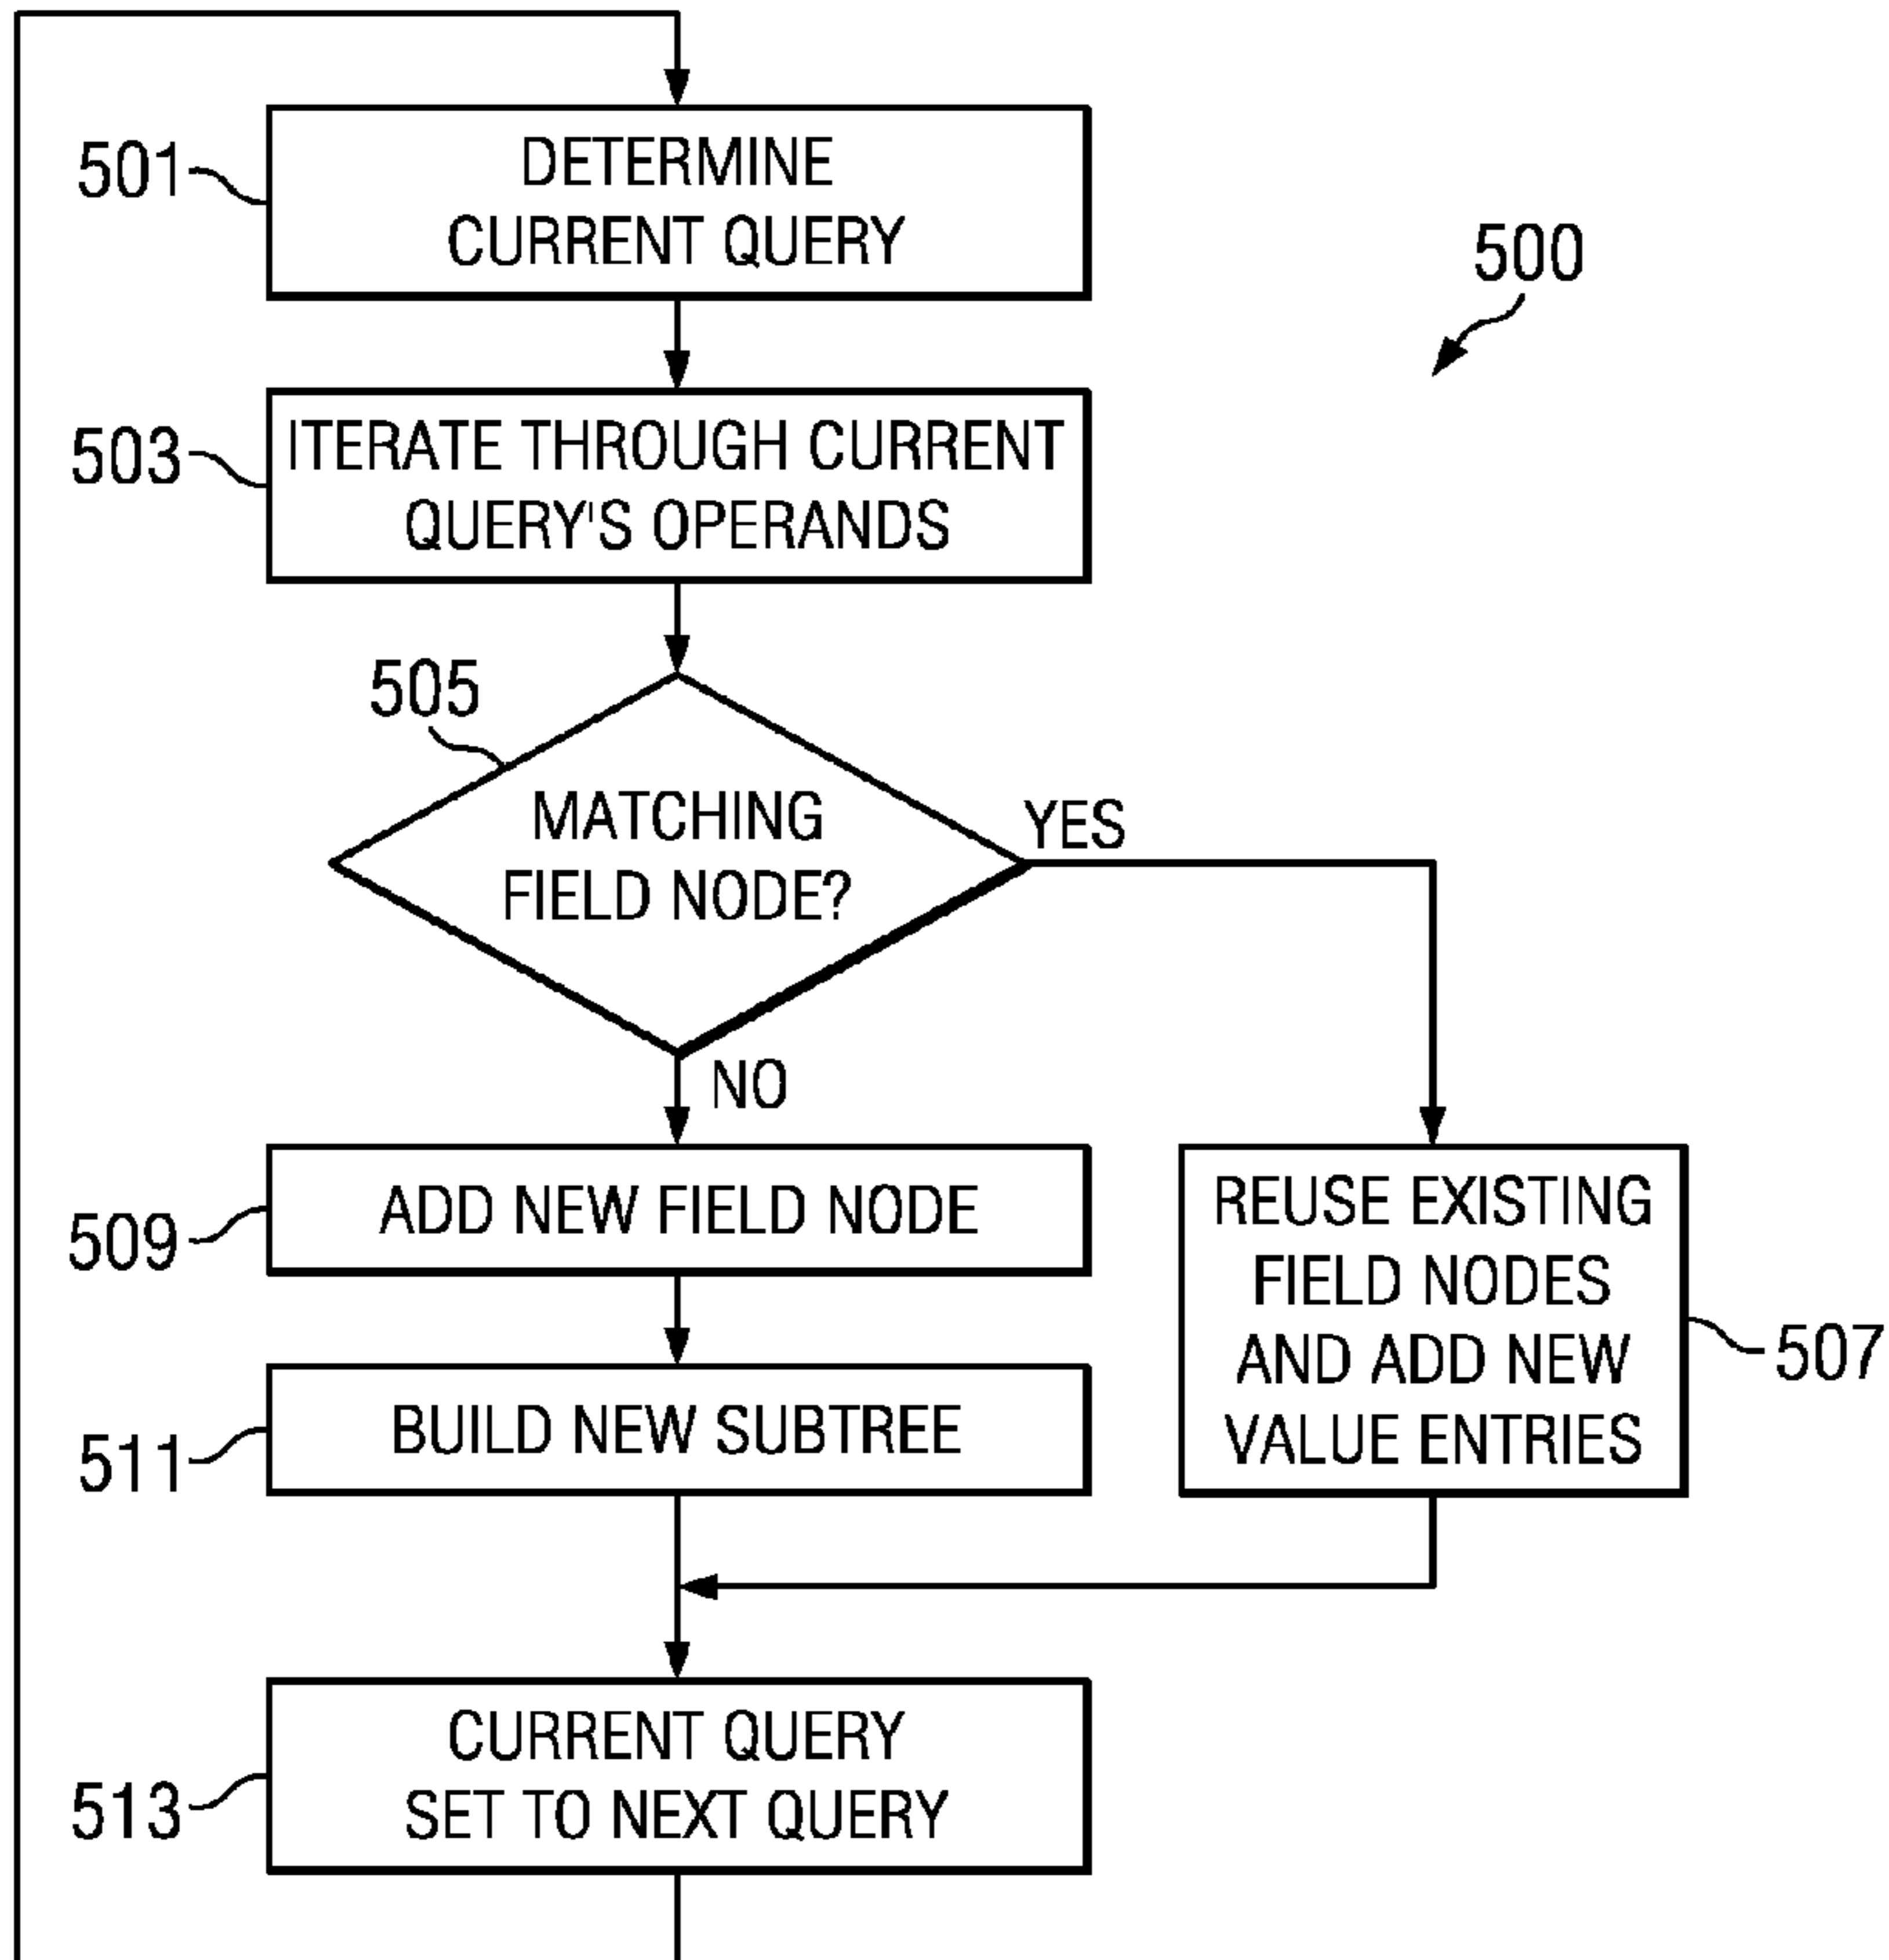 501
DETERMINE
CURRENT QUERY
500
503
ITERATE THROUGH CURRENT
QUERY'S OPERANDS
505
MATCHING
FIELD NODE?
YES
NO
509
ADD NEW FIELD NODE
REUSE EXISTING
FIELD NODES
AND ADD NEW
VALUE ENTRIES
507
511
BUILD NEW SUBTREE
513
CURRENT QUERY
SET TO NEXT QUERY